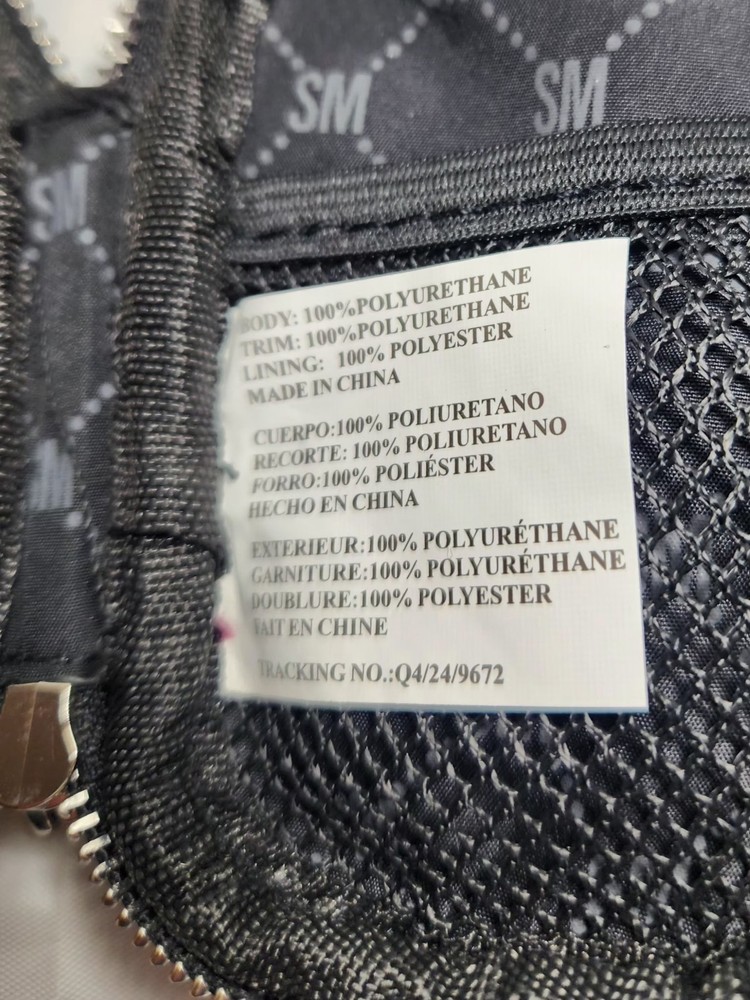 SM SM
SM
BODY: 100%POLYURETHANE
TRIM: 100%POLYURETHANE
LINING: 100% POLYESTER
MADE IN CHINA
CUERPO:100% POLIURETANO
RECORTE: 100% POLIURETANO
FORRO:100% POLIÉSTER
HECHO EN CHINA
EXTERIEUR:100% POLYURÉTHANE
GARNITURE:100% POLYURÉTHANE
DOUBLURE:100% POLYESTER
FAIT EN CHINE
TRACKING NO.:Q4/24/9672